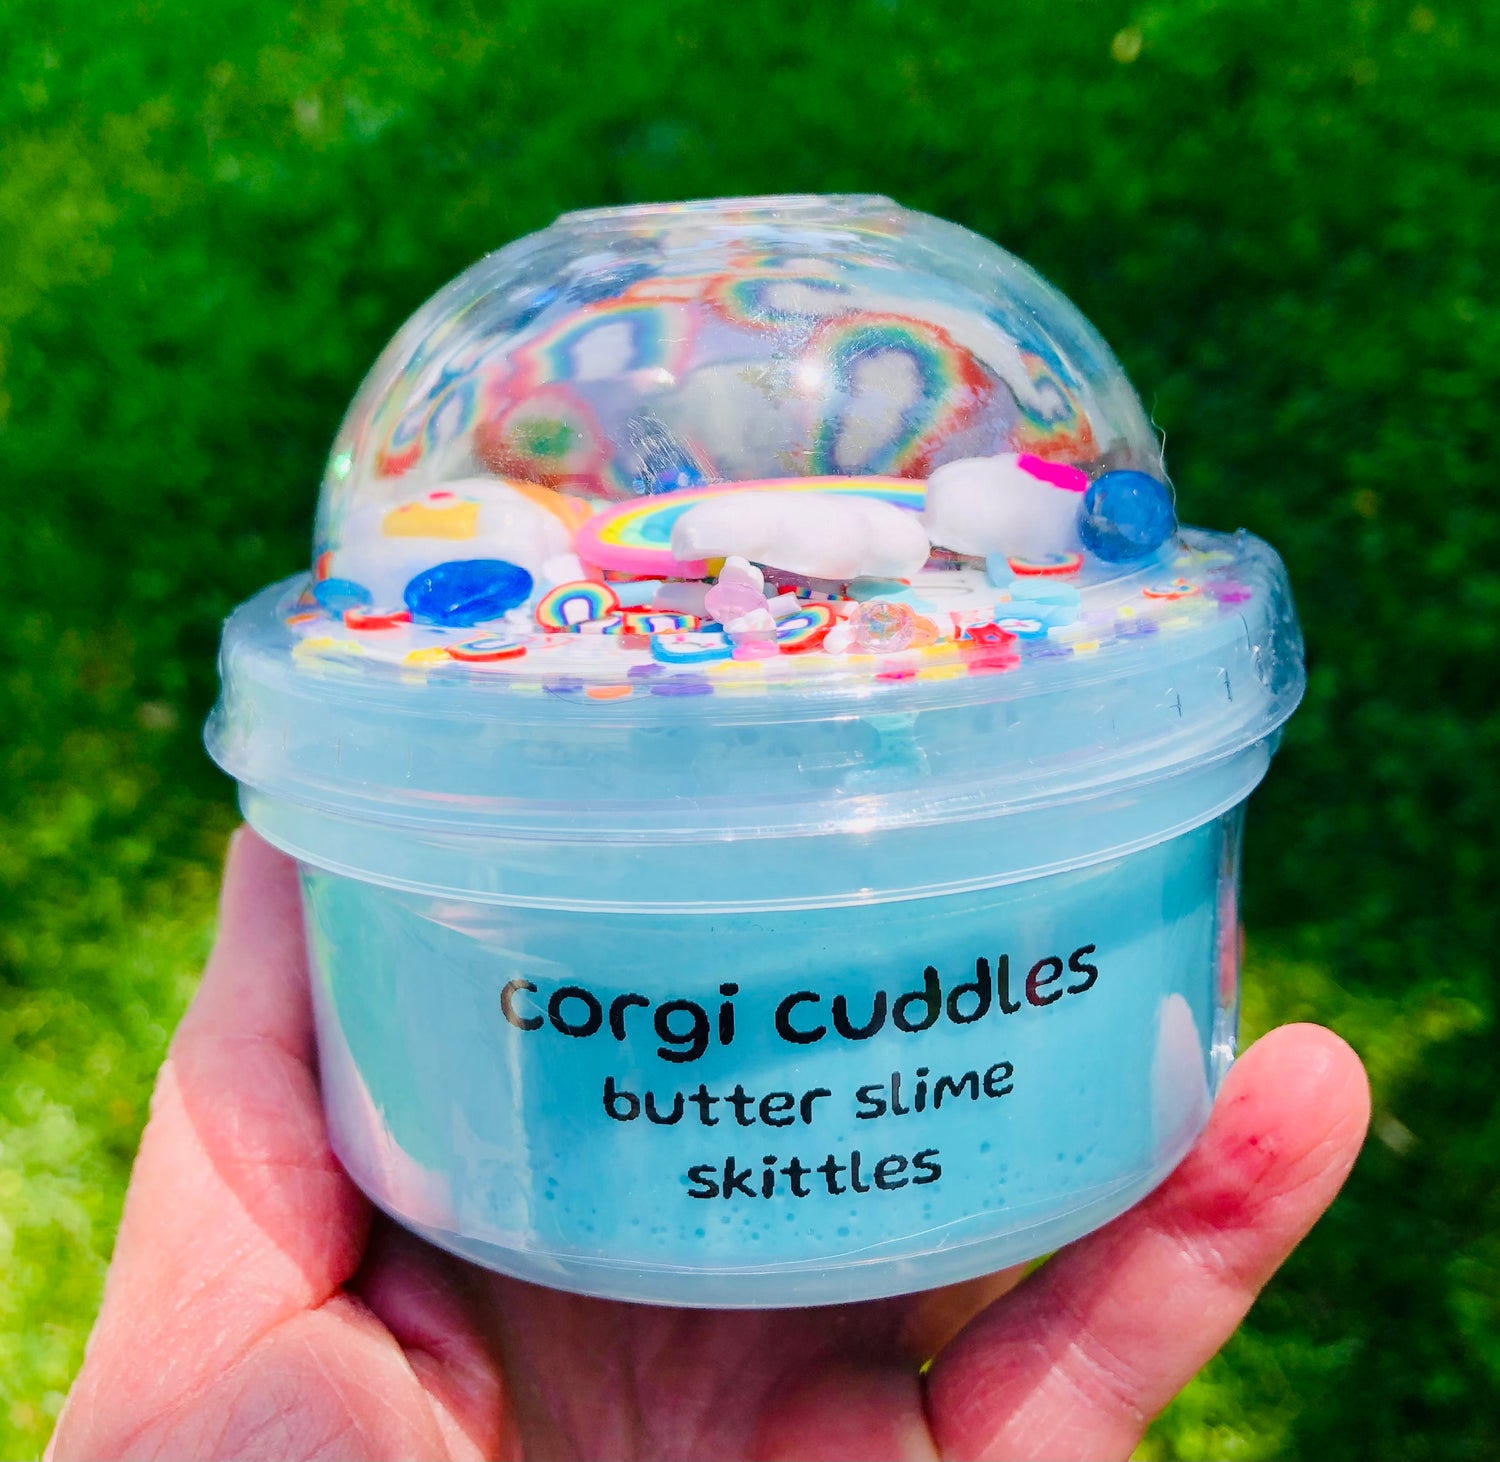 corgi cuddles
butter slime
skittles